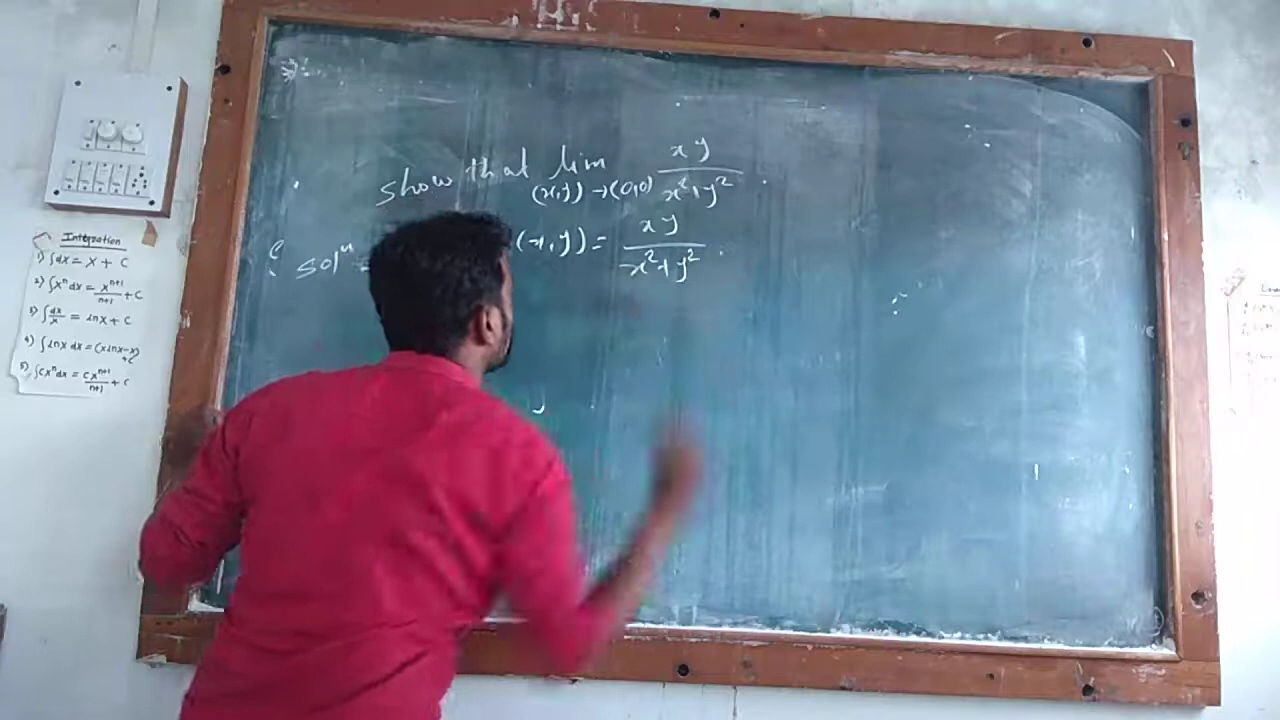 show that lim xy / x²+y² .
(x,y) → (0,0)
solⁿ (x,y) = xy / x²+y² .
Integration
1) ∫dx = x + c
2) ∫xⁿdx = xⁿ⁺¹/n+1 + c
3) ∫dx/x = lnx + c
4) ∫lnx dx = (xlnx-x)+c
5) ∫cxⁿdx = cxⁿ⁺¹/n+1 + c